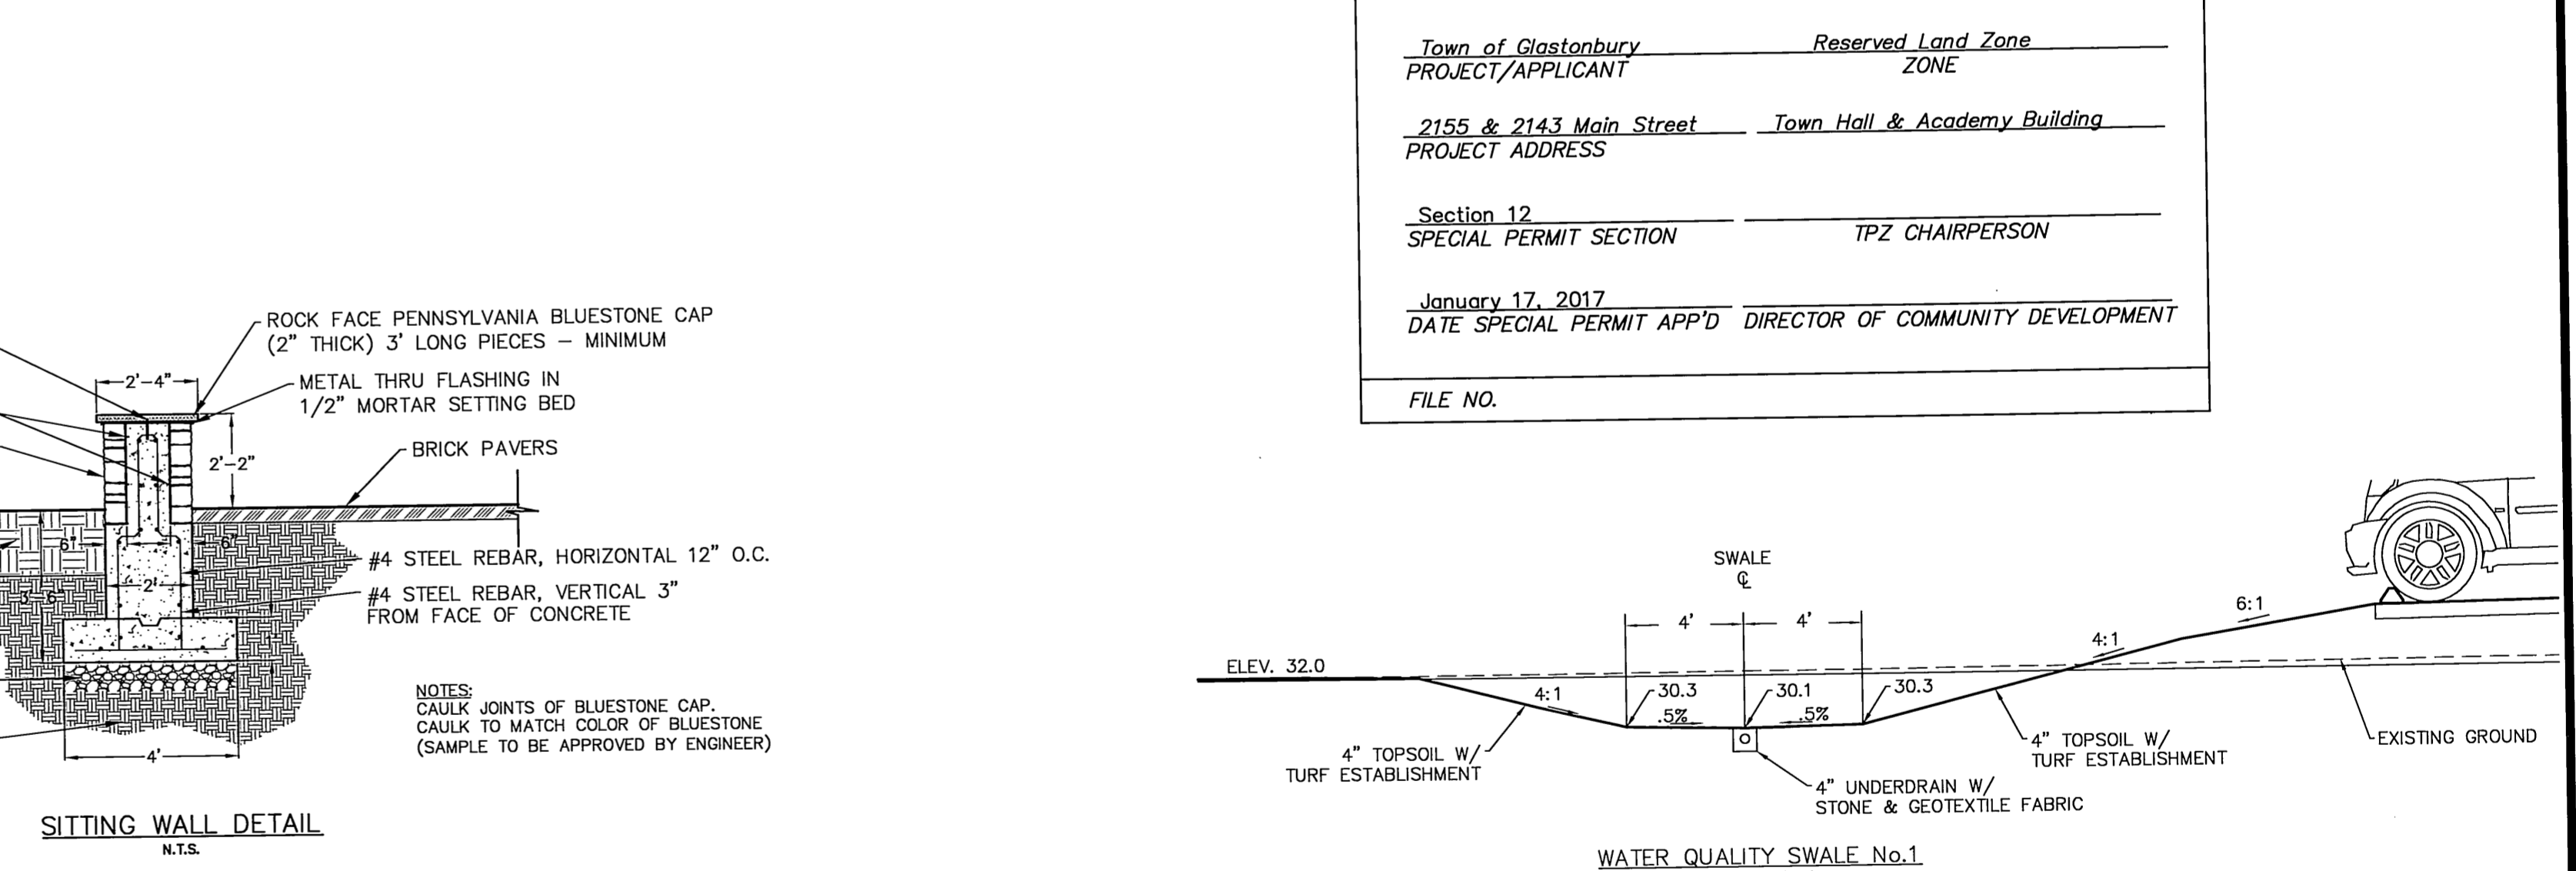 Town of Glastonbury Reserved Land Zone
PROJECT/APPLICANT ZONE
2155 & 2143 Main Street Town Hall & Academy Building
PROJECT ADDRESS
Section 12
SPECIAL PERMIT SECTION TPZ CHAIRPERSON
January 17, 2017
DATE SPECIAL PERMIT APP'D DIRECTOR OF COMMUNITY DEVELOPMENT
FILE NO.
ROCK FACE PENNSYLVANIA BLUESTONE CAP
(2" THICK) 3' LONG PIECES – MINIMUM
2'-4"
METAL THRU FLASHING IN
1/2" MORTAR SETTING BED
BRICK PAVERS
2'-2"
6"
6"
#4 STEEL REBAR, HORIZONTAL 12" O.C.
2'
3'-6"
#4 STEEL REBAR, VERTICAL 3"
FROM FACE OF CONCRETE
1'
NOTES:
CAULK JOINTS OF BLUESTONE CAP.
CAULK TO MATCH COLOR OF BLUESTONE
(SAMPLE TO BE APPROVED BY ENGINEER)
4'
SITTING WALL DETAIL
N.T.S.
SWALE
℄
4' 4'
6:1
4:1
ELEV. 32.0
4:1
30.3 30.1 30.3
.5% .5%
4" TOPSOIL W/
TURF ESTABLISHMENT
4" UNDERDRAIN W/
STONE & GEOTEXTILE FABRIC
4" TOPSOIL W/
TURF ESTABLISHMENT
EXISTING GROUND
WATER QUALITY SWALE No.1